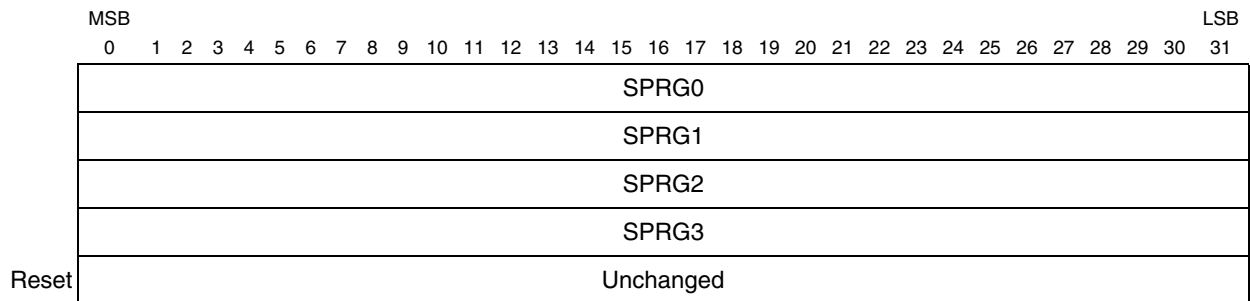 MSB LSB
0 1 2 3 4 5 6 7 8 9 10 11 12 13 14 15 16 17 18 19 20 21 22 23 24 25 26 27 28 29 30 31
SPRG0
SPRG1
SPRG2
SPRG3
Reset Unchanged